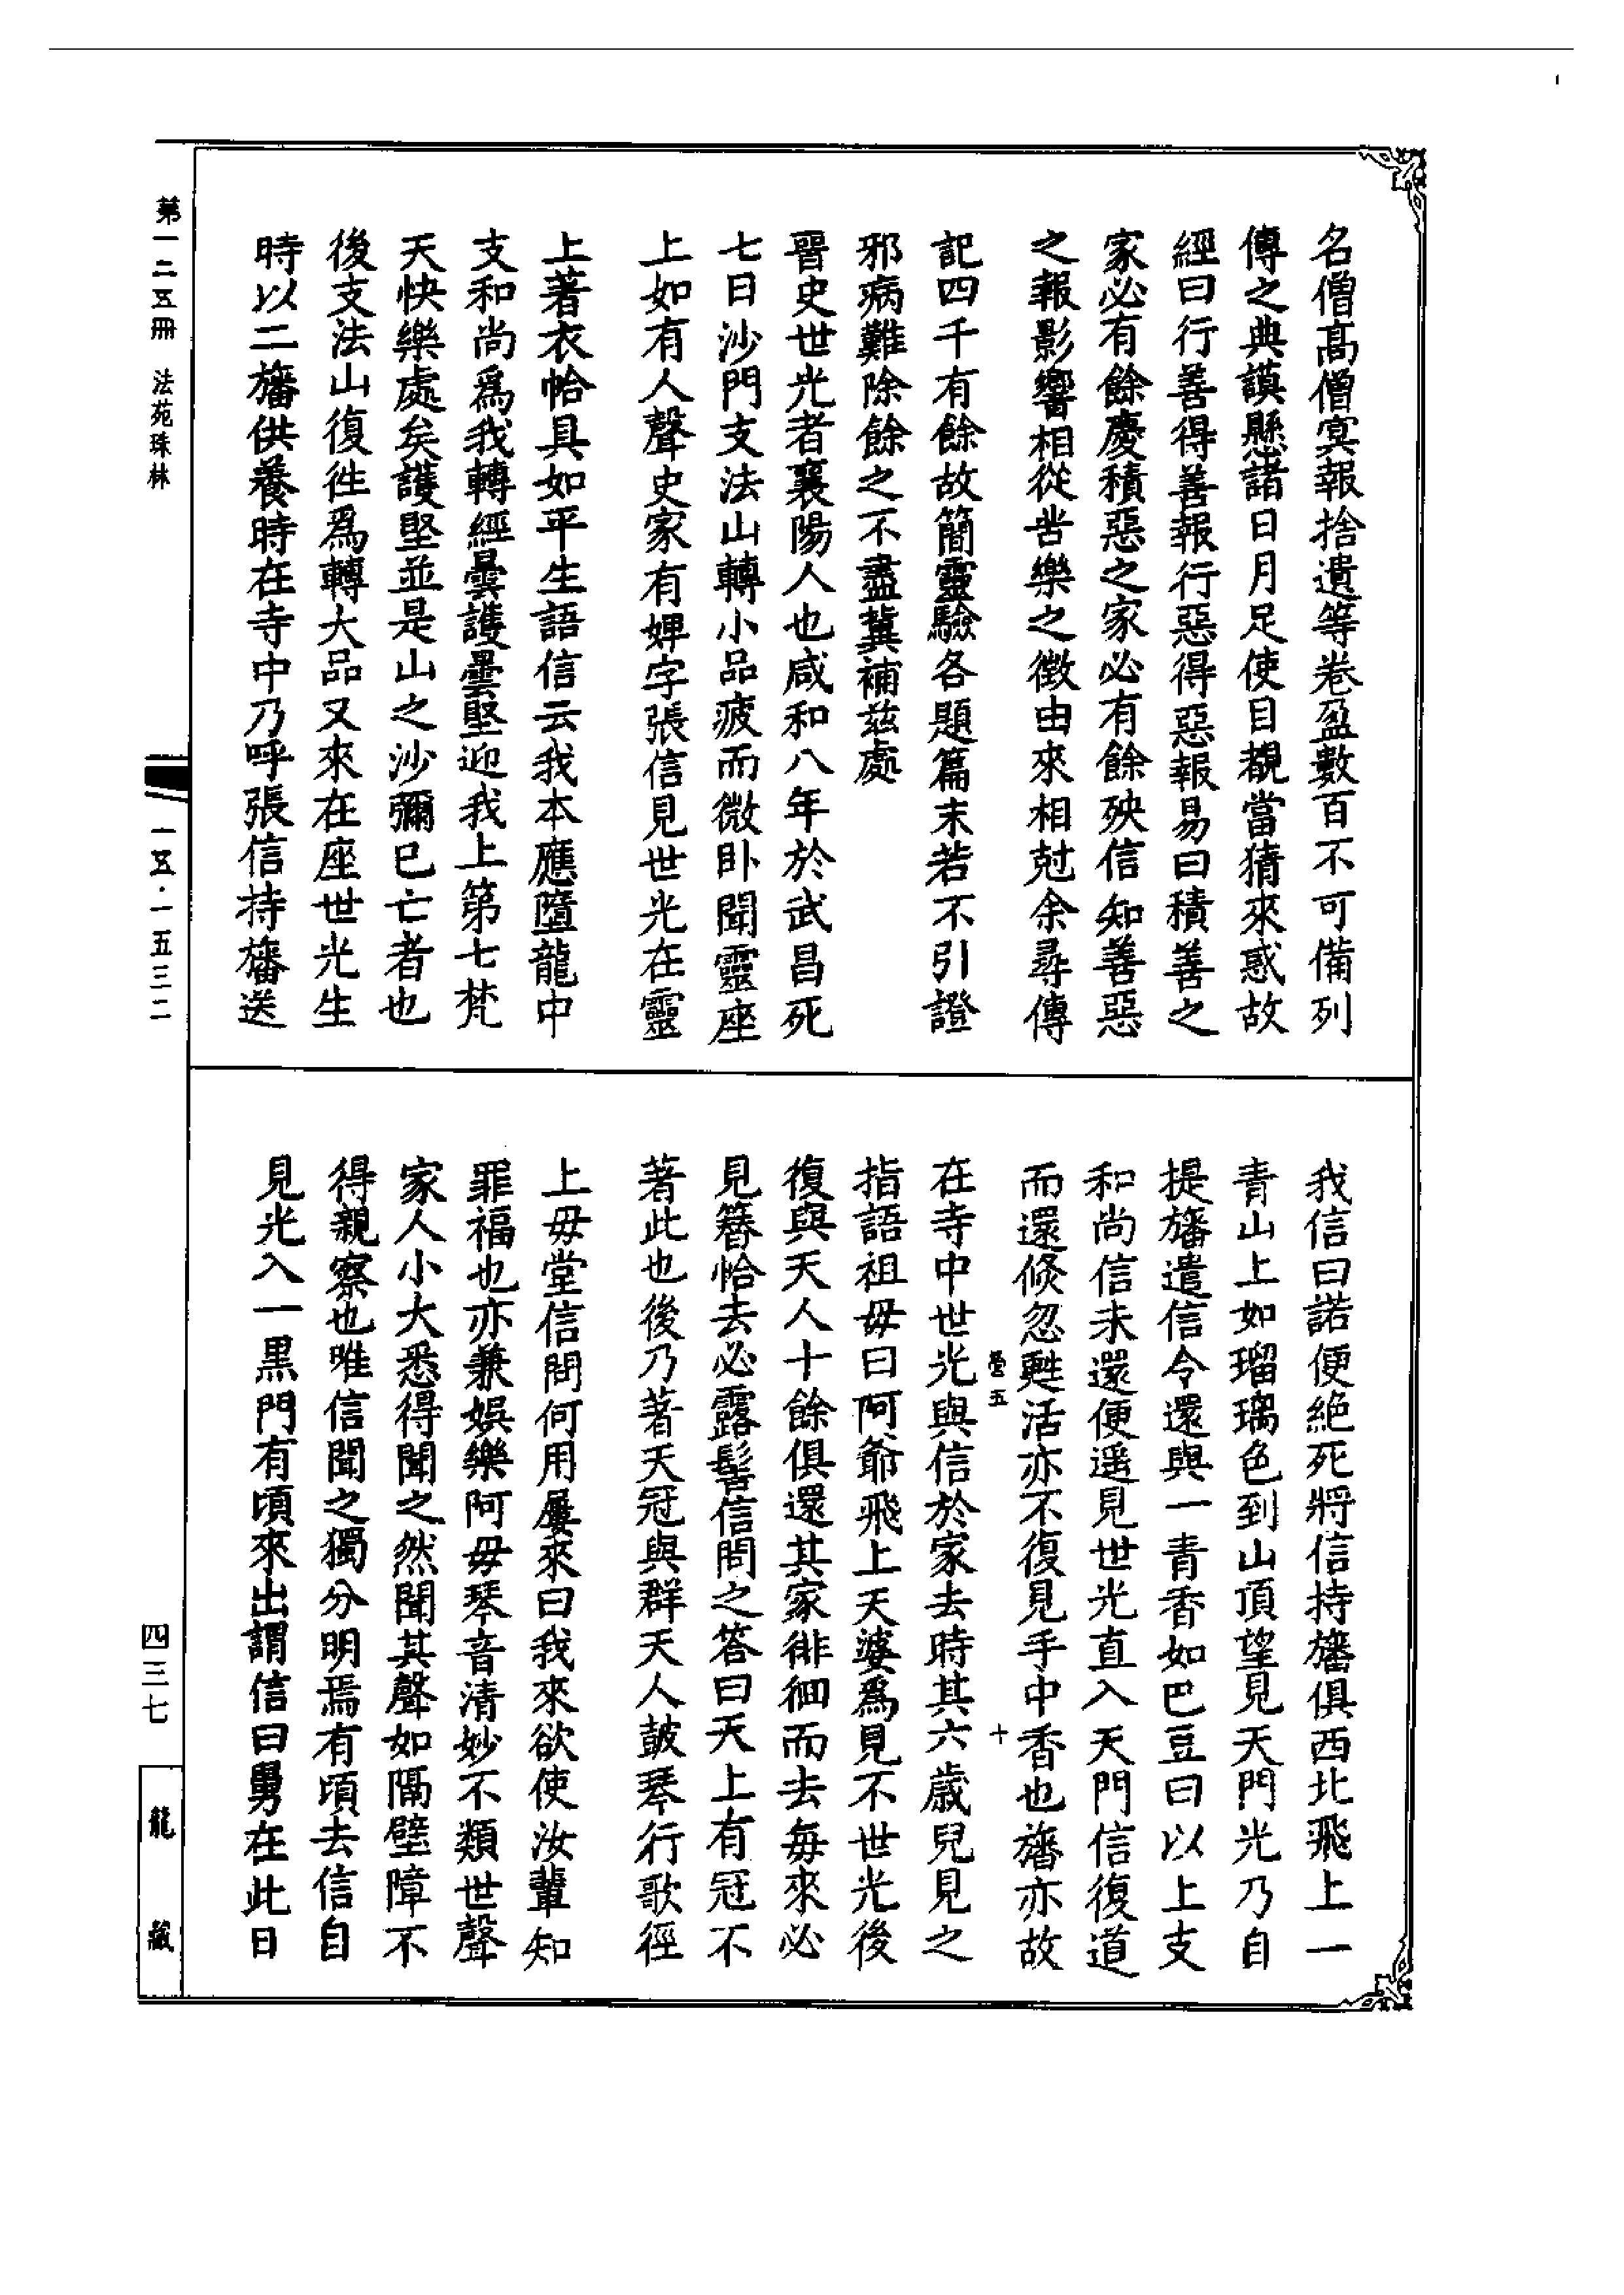 名僧高僧冥報捨遺等卷盈數百不可備列
傳之典謨懸諸日月足使目覩當猜來惑故
經曰行善得善報行惡得惡報易曰積善之
家必有餘慶積惡之家必有餘殃信知善惡
之報影響相從苦樂之徴由來相尅余尋傳
記四千有餘故簡靈驗各題篇末若不引證
邪病難除餘之不盡冀補茲處
晉史世光者襄陽人也咸和八年於武昌死
七日沙門支法山轉小品疲而微卧聞靈座
上如有人聲史家有婢字張信見世光在靈
上著衣帢具如平生語信云我本應墮龍中
支和尚爲我轉經曇護曇堅迎我上第七梵
天快樂處矣護堅並是山之沙彌已亡者也
後支法山復往爲轉大品又來在座世光生
時以二旛供養時在寺中乃呼張信持旛送
我信曰諾便絶死將信持旛俱西北飛上一
青山上如瑠璃色到山頂望見天門光乃自
提旛遣信令還與一青香如巴豆曰以上支
和尚信未還便遥見世光直入天門信復道
而還倐忽甦活亦不復見手中香也旛亦故
在寺中世光與信於家去時其六歲兒見之
指語祖母曰阿爺飛上天婆爲見不世光後
復與天人十餘俱還其家徘徊而去每來必
見簪帢去必露髻信問之答曰天上有冠不
著此也後乃著天冠與群天人鼓琴行歌徑
上母堂信問何用屢來曰我來欲使汝輩知
罪福也亦兼娛樂阿母琴音清妙不類世聲
家人小大悉得聞之然聞其聲如隔壁障不
得親察也唯信聞之獨分明焉有頃去信自
見光入一黒門有頃來出謂信曰舅在此日
營五
十
第一二五冊 法苑珠林
一五·一五三二
四三七
龍藏